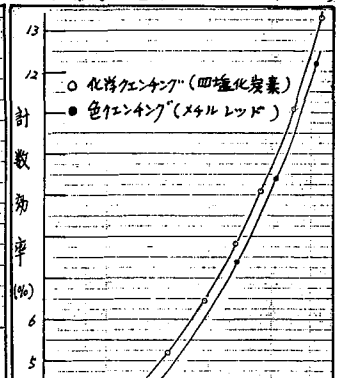 13
12
○ 化学クエンチング (四塩化炭素)
● 色クエンチング (メチルレッド)
計数効率(%)
6
5